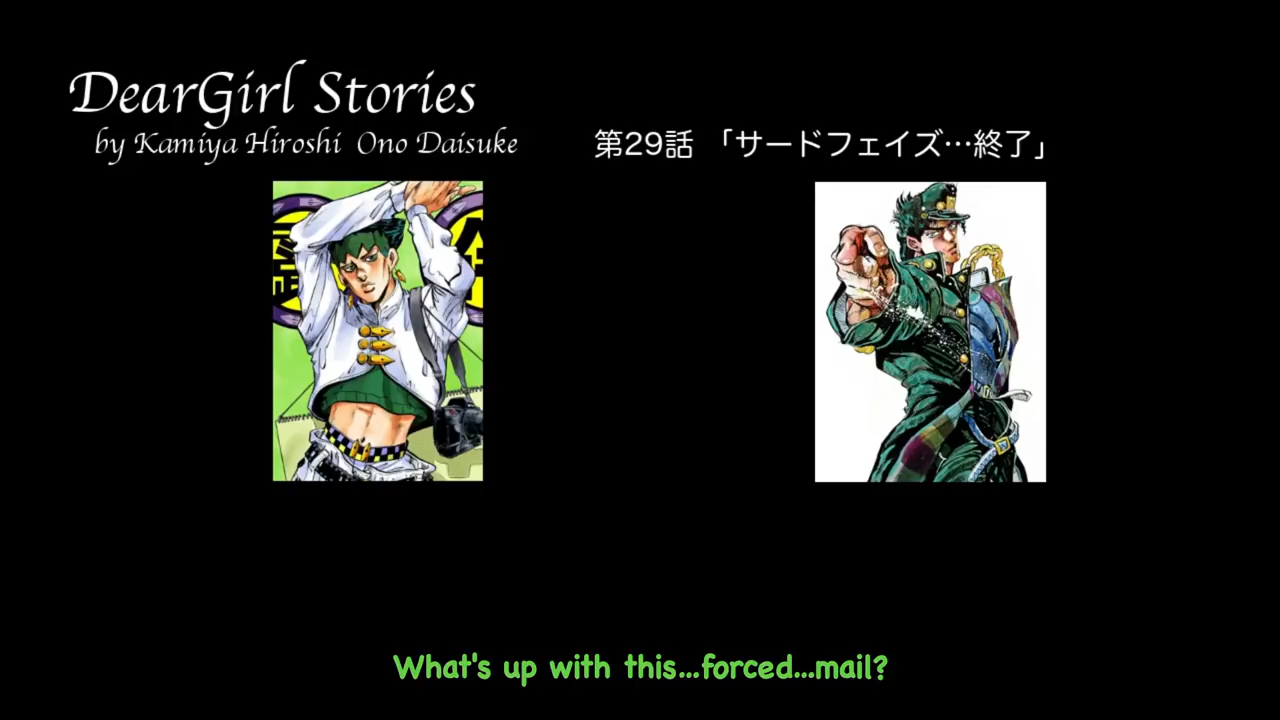 DearGirl Stories
by Kamiya Hiroshi Ono Daisuke
第29話 「サードフェイズ…終了」
What's up with this...forced...mail?